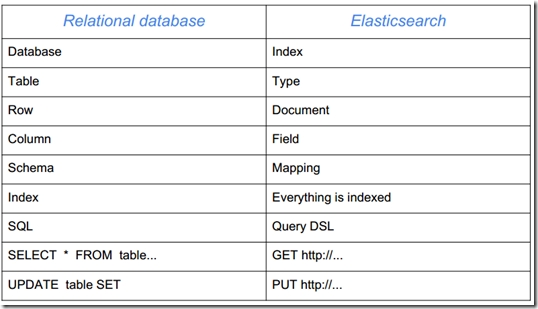 Relational database Elasticsearch
Database Index
Table Type
Row Document
Column Field
Schema Mapping
Index Everything is indexed
SQL Query DSL
SELECT * FROM table... GET http://...
UPDATE table SET PUT http://...